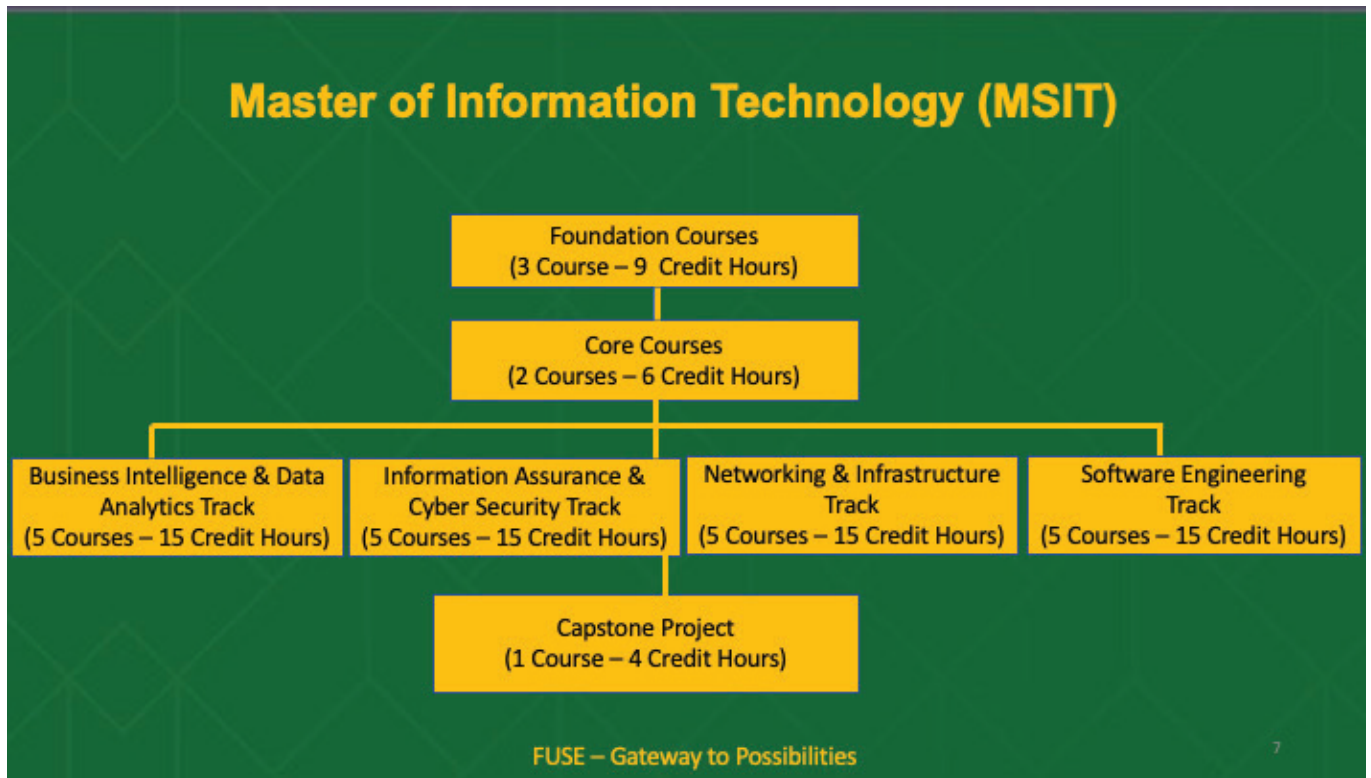 Master of Information Technology (MSIT)
Foundation Courses
(3 Course – 9 Credit Hours)
Core Courses
(2 Courses – 6 Credit Hours)
Business Intelligence & Data
Analytics Track
(5 Courses – 15 Credit Hours)
Information Assurance &
Cyber Security Track
(5 Courses – 15 Credit Hours)
Networking & Infrastructure
Track
(5 Courses – 15 Credit Hours)
Software Engineering
Track
(5 Courses – 15 Credit Hours)
Capstone Project
(1 Course – 4 Credit Hours)
FUSE – Gateway to Possibilities
7